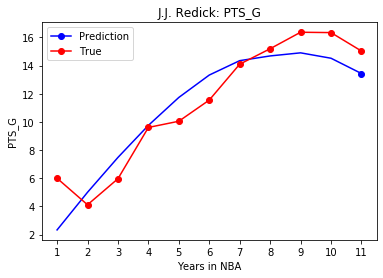 J.J. Redick: PTS_G
Prediction
True
PTS_G
16
14
12
10
8
6
4
2
1 2 3 4 5 6 7 8 9 10 11
Years in NBA